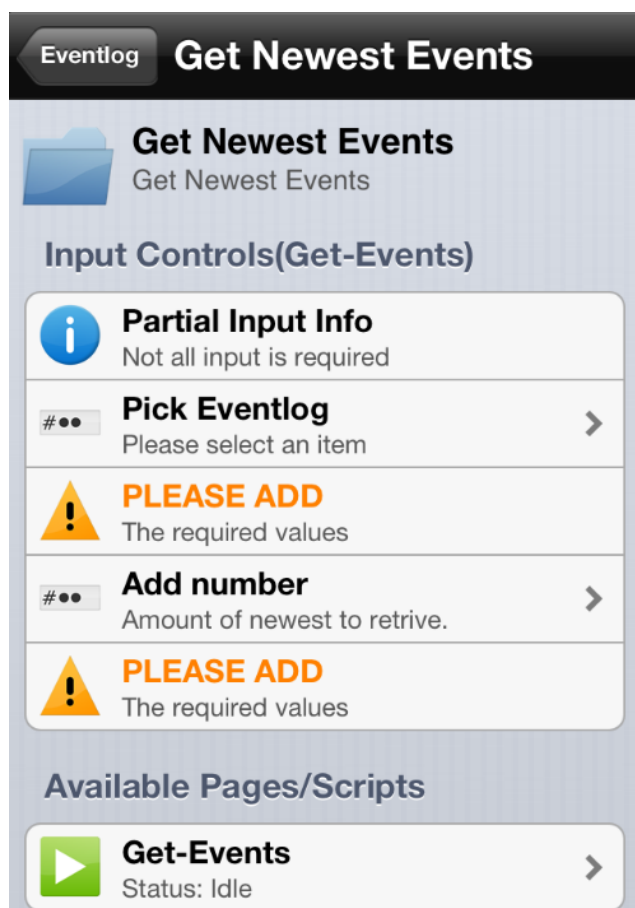 Eventlog Get Newest Events
Get Newest Events
Get Newest Events
Input Controls(Get-Events)
Partial Input Info
Not all input is required
#●● Pick Eventlog
Please select an item
PLEASE ADD
The required values
#●● Add number
Amount of newest to retrive.
PLEASE ADD
The required values
Available Pages/Scripts
Get-Events
Status: Idle